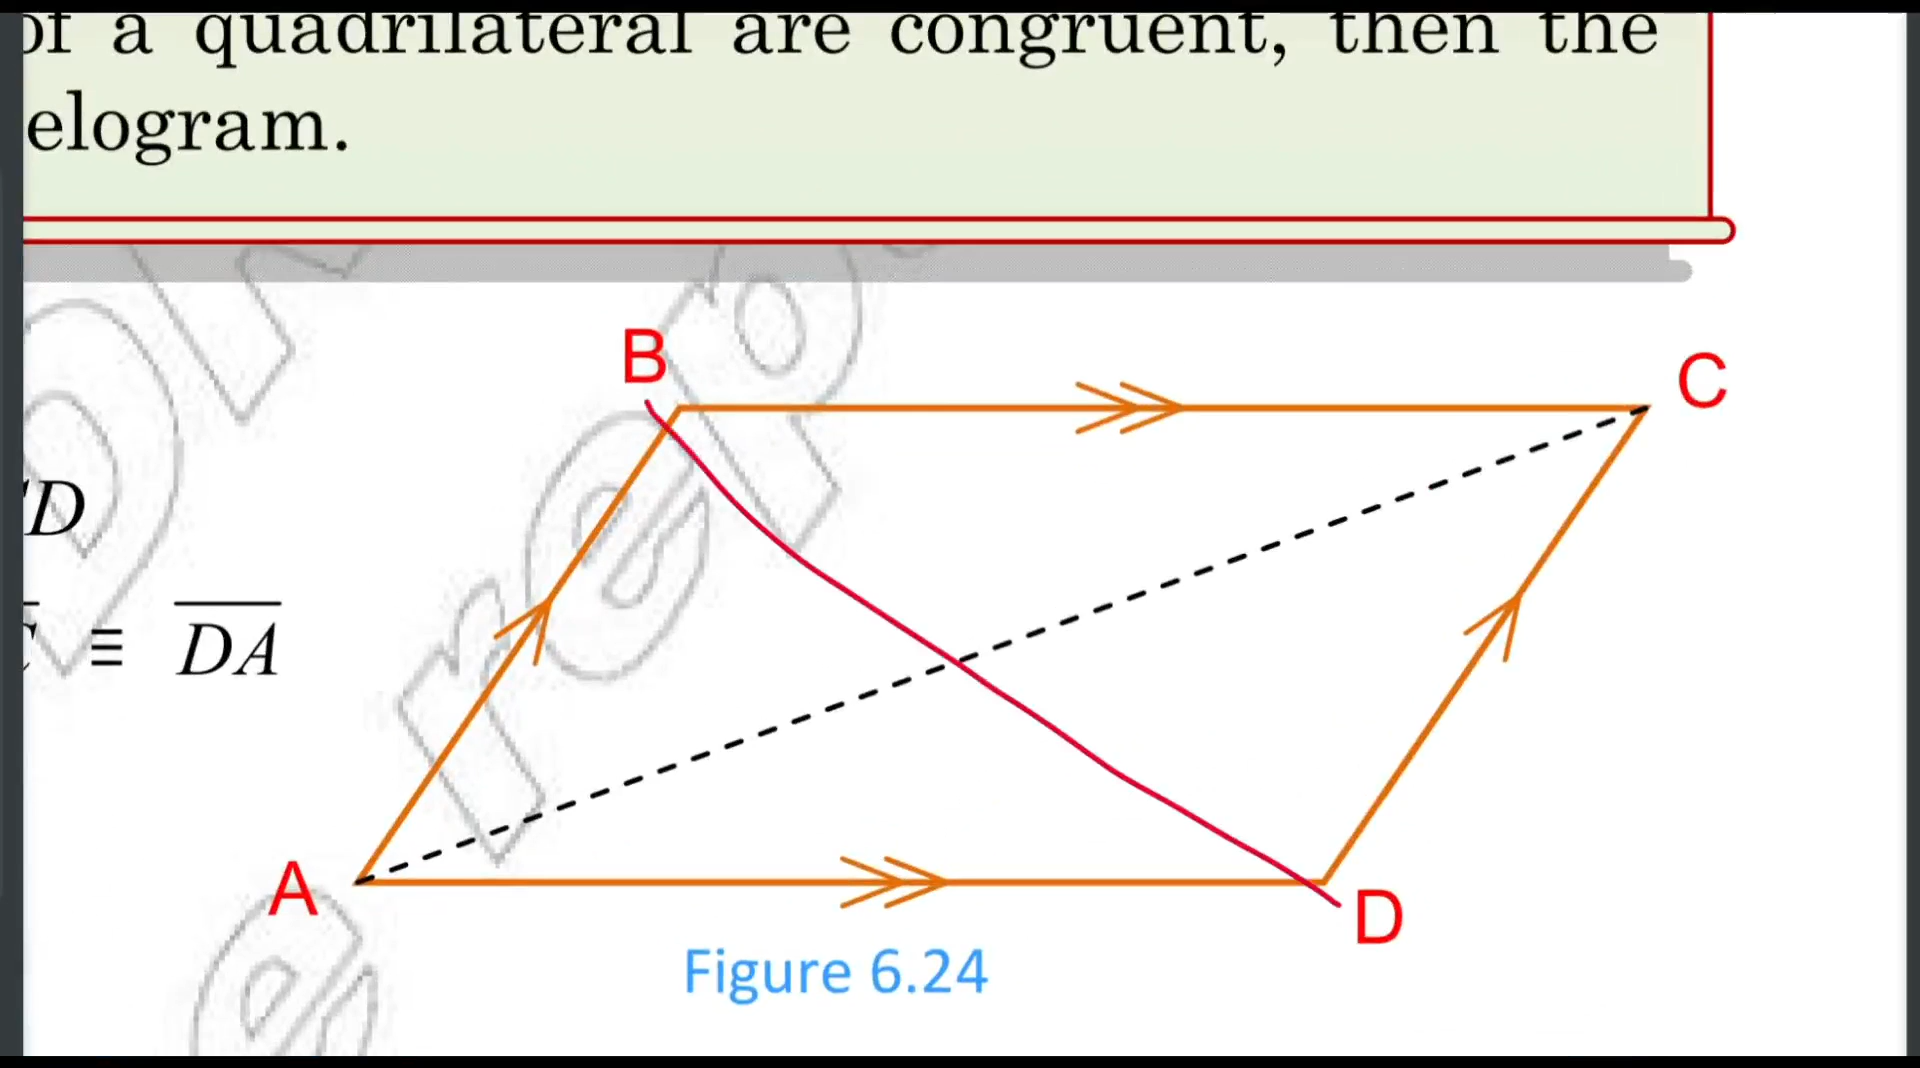 of a quadrilateral are congruent, then the
elogram.
B
C
D
≡ DA
A
D
Figure 6.24